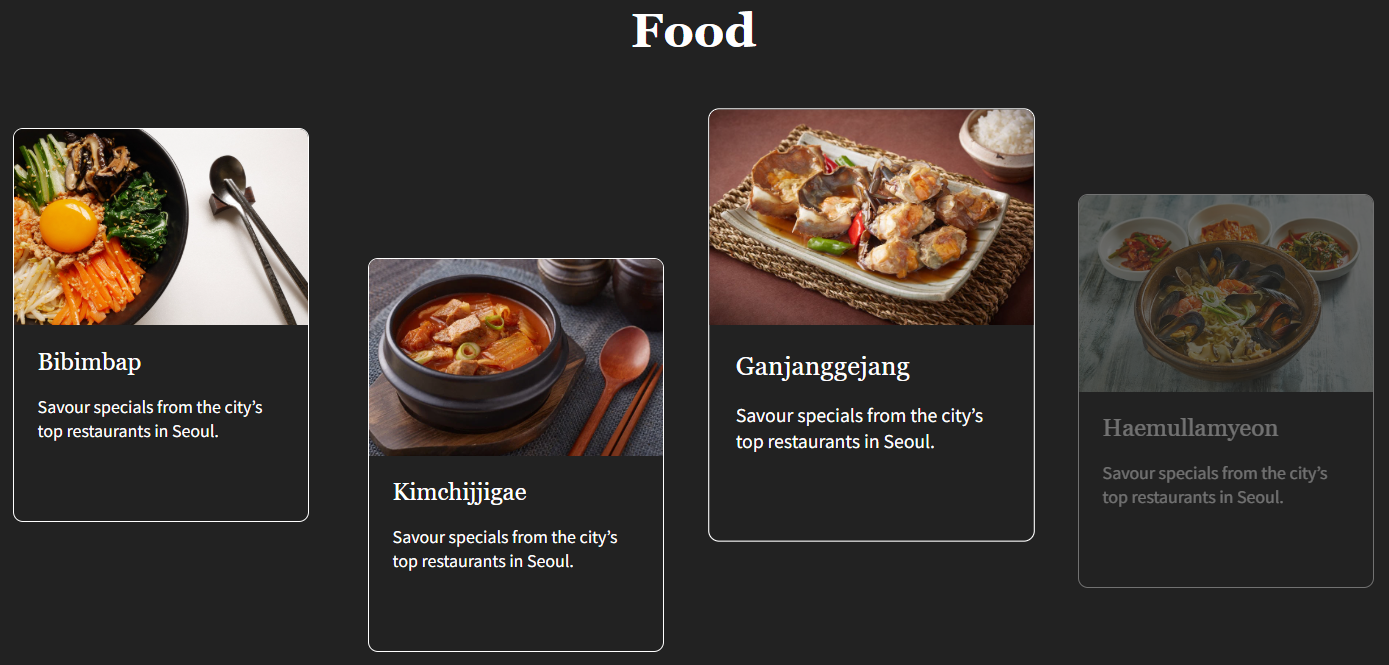 Food
Bibimbap
Savour specials from the city’s
top restaurants in Seoul.
Kimchijjigae
Savour specials from the city’s
top restaurants in Seoul.
Ganjanggejang
Savour specials from the city’s
top restaurants in Seoul.
Haemullamyeon
Savour specials from the city’s
top restaurants in Seoul.